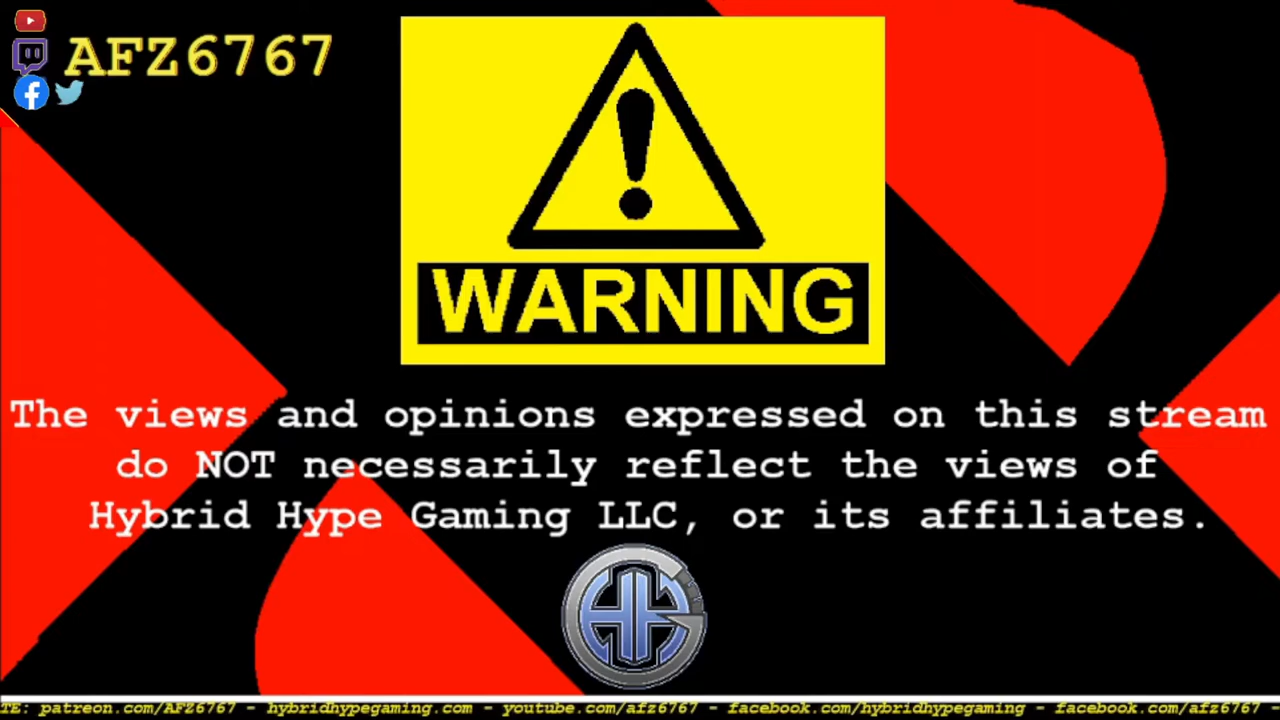 AFZ6767
WARNING
The views and opinions expressed on this stream
do NOT necessarily reflect the views of
Hybrid Hype Gaming LLC, or its affiliates.
TE: patreon.com/AFZ6767 - hybridhypegaming.com - youtube.com/afz6767 - facebook.com/hybridhypegaming - facebook.com/afz6767 -